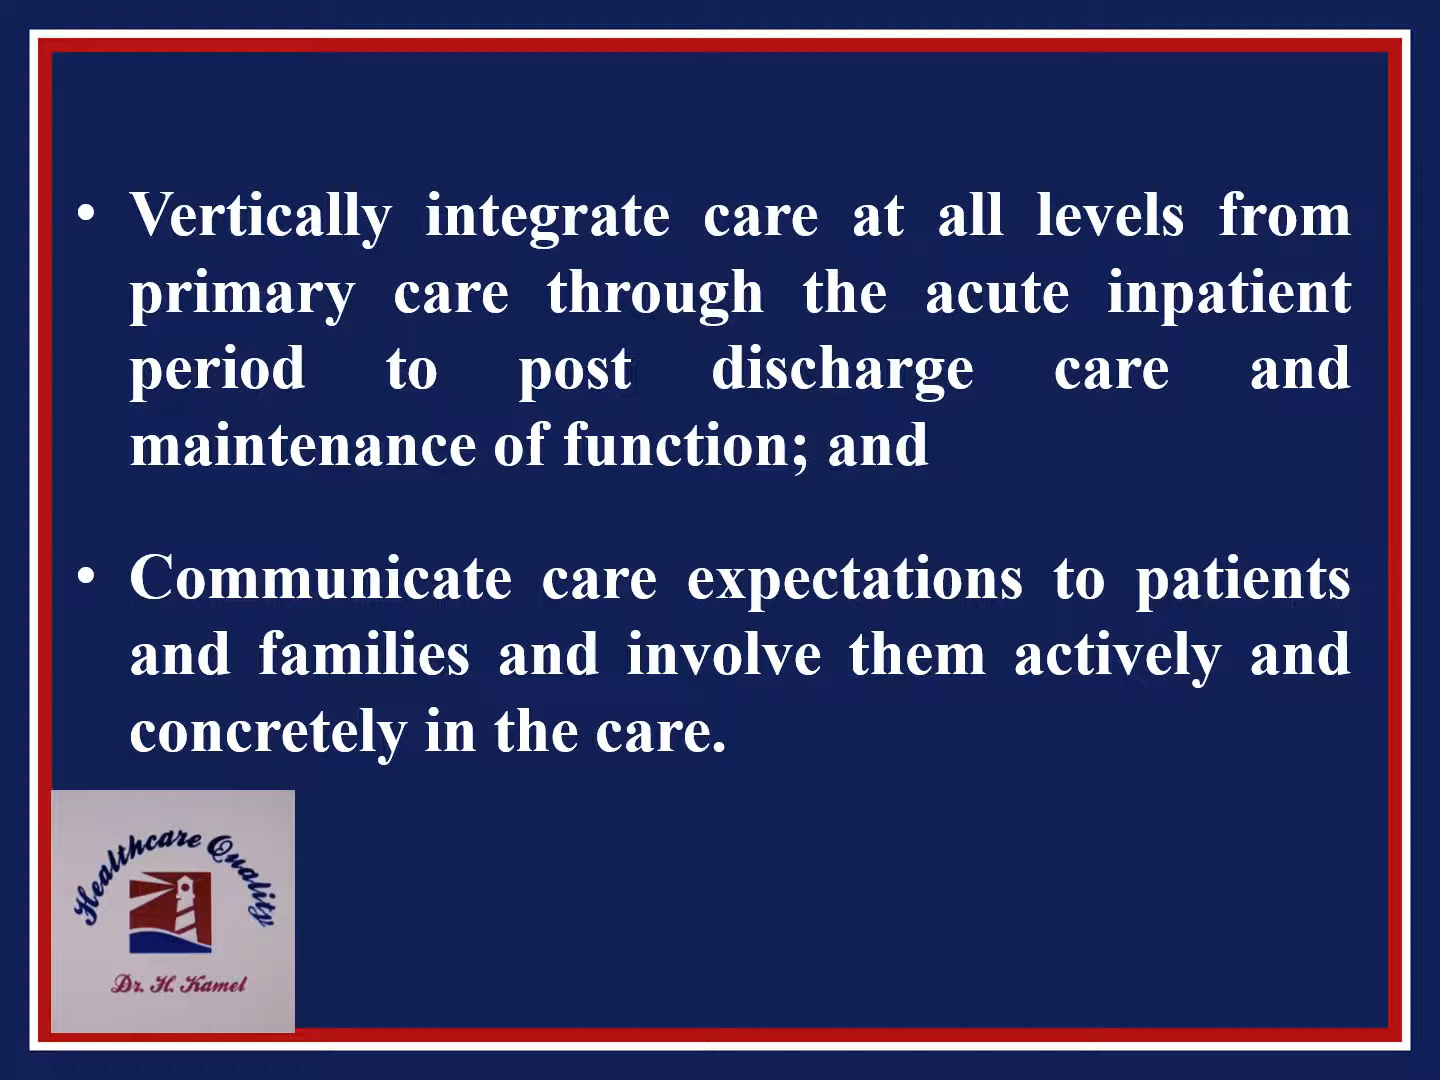 • Vertically integrate care at all levels from
primary care through the acute inpatient
period to post discharge care and
maintenance of function; and
• Communicate care expectations to patients
and families and involve them actively and
concretely in the care.
Healthcare Quality
Dr. H. Kamel